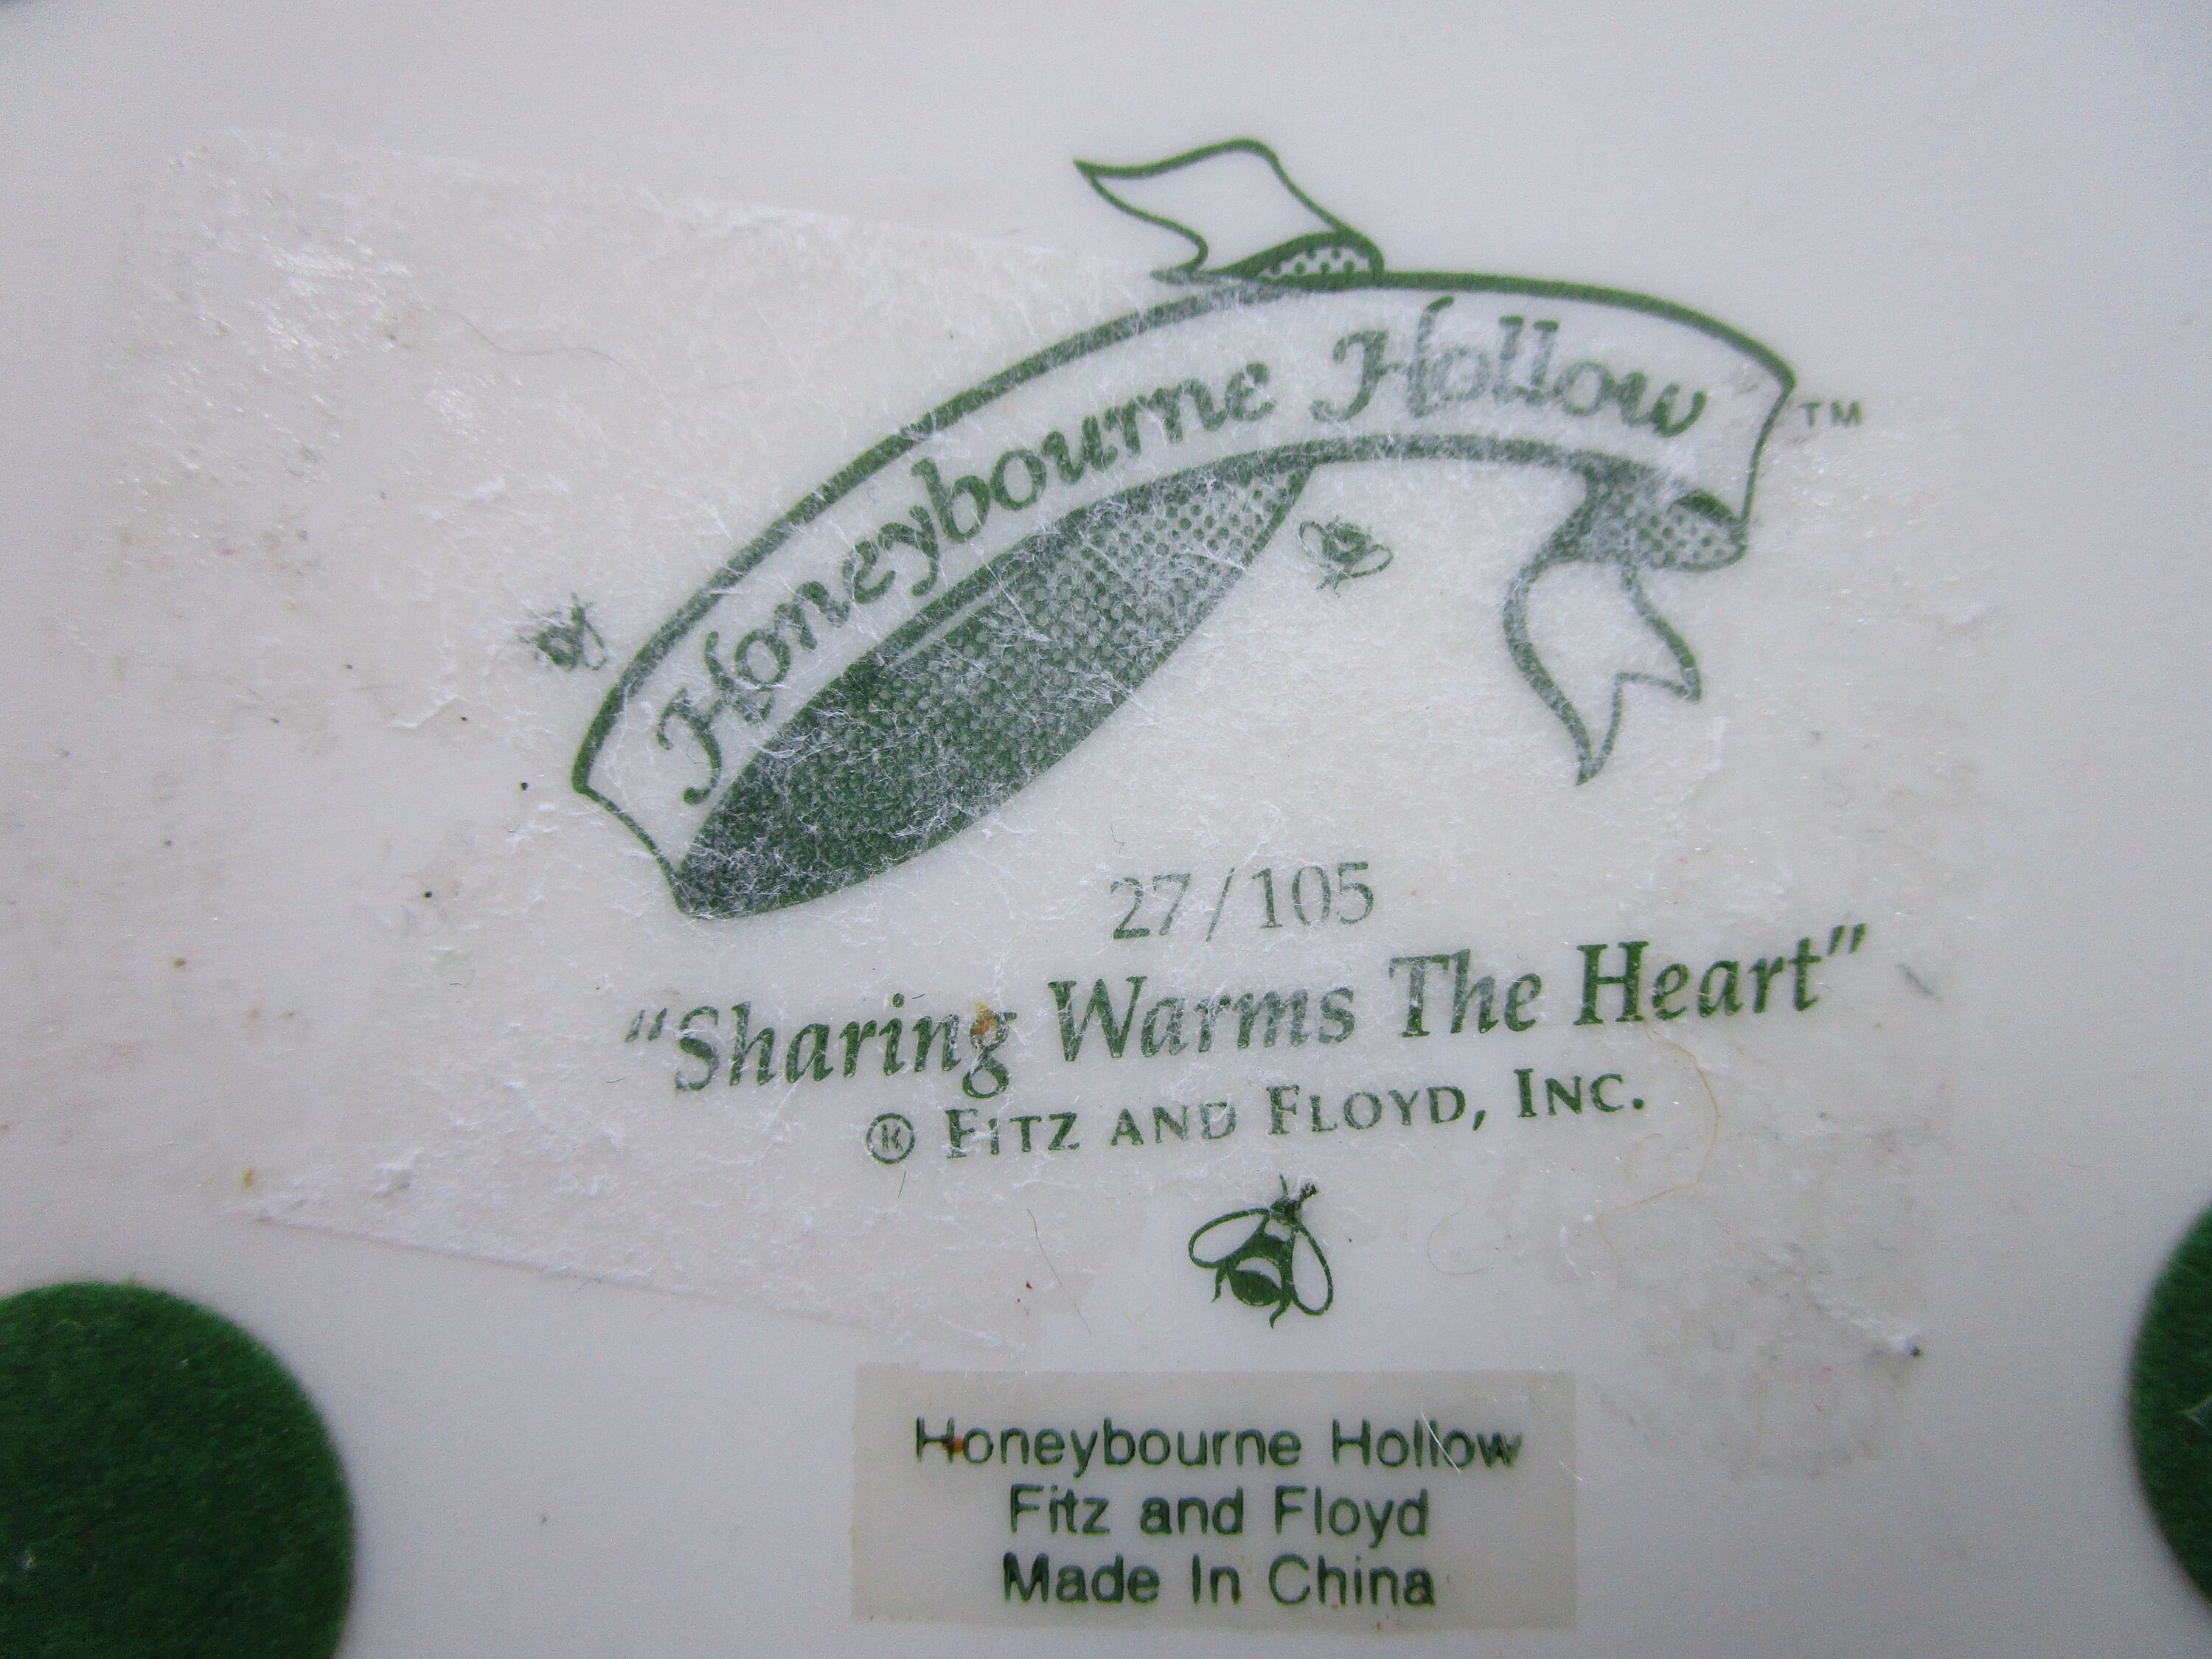 Honeybourne Hollow ™
27/105
"Sharing Warms The Heart"
® FITZ AND FLOYD, INC.
Honeybourne Hollow
Fitz and Floyd
Made In China